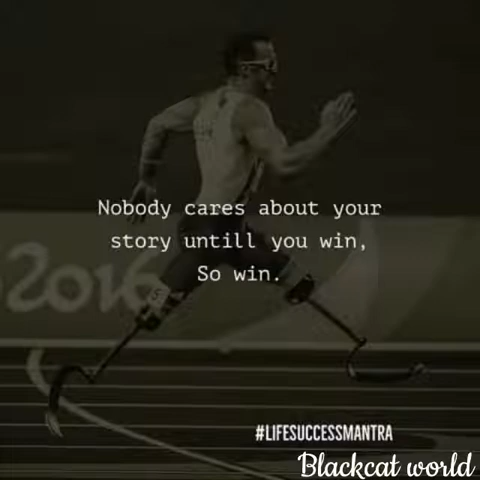 Nobody cares about your
story untill you win,
So win.
2016
#LIFESUCCESSMANTRA
Blackcat world